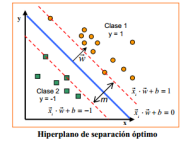 y
Clase 1
y = 1
w
Clase 2
y = -1
m
x⃗ᵢ · w⃗ + b = 1
x⃗ᵢ · w⃗ + b = -1
x⃗ᵢ · w⃗ + b = 0
x
Hiperplano de separación óptimo